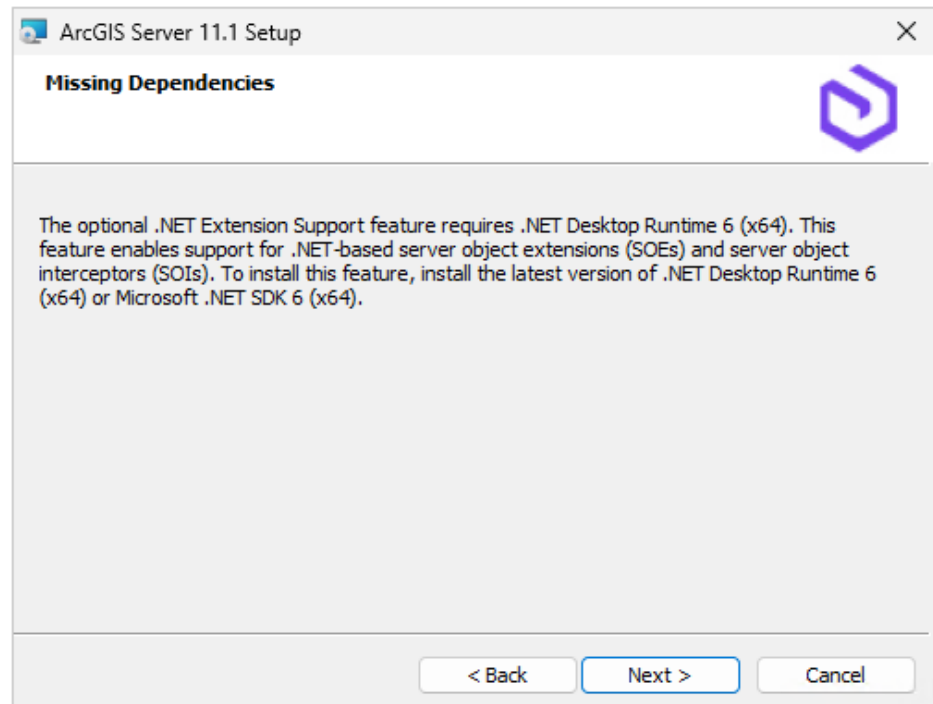 ArcGIS Server 11.1 Setup
Missing Dependencies
The optional .NET Extension Support feature requires .NET Desktop Runtime 6 (x64). This
feature enables support for .NET-based server object extensions (SOEs) and server object
interceptors (SOIs). To install this feature, install the latest version of .NET Desktop Runtime 6
(x64) or Microsoft .NET SDK 6 (x64).
< Back Next > Cancel